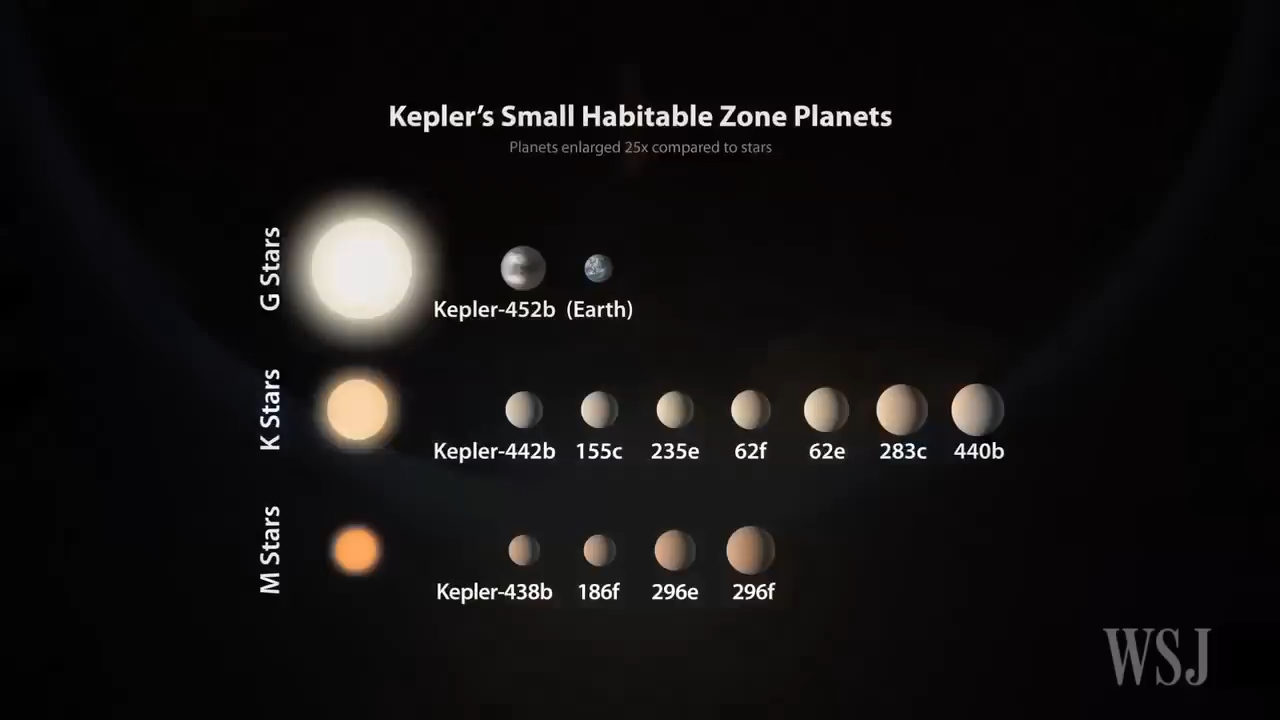 Kepler's Small Habitable Zone Planets
Planets enlarged 25x compared to stars
G Stars
Kepler-452b (Earth)
K Stars
Kepler-442b 155c 235e 62f 62e 283c 440b
M Stars
Kepler-438b 186f 296e 296f
WSJ